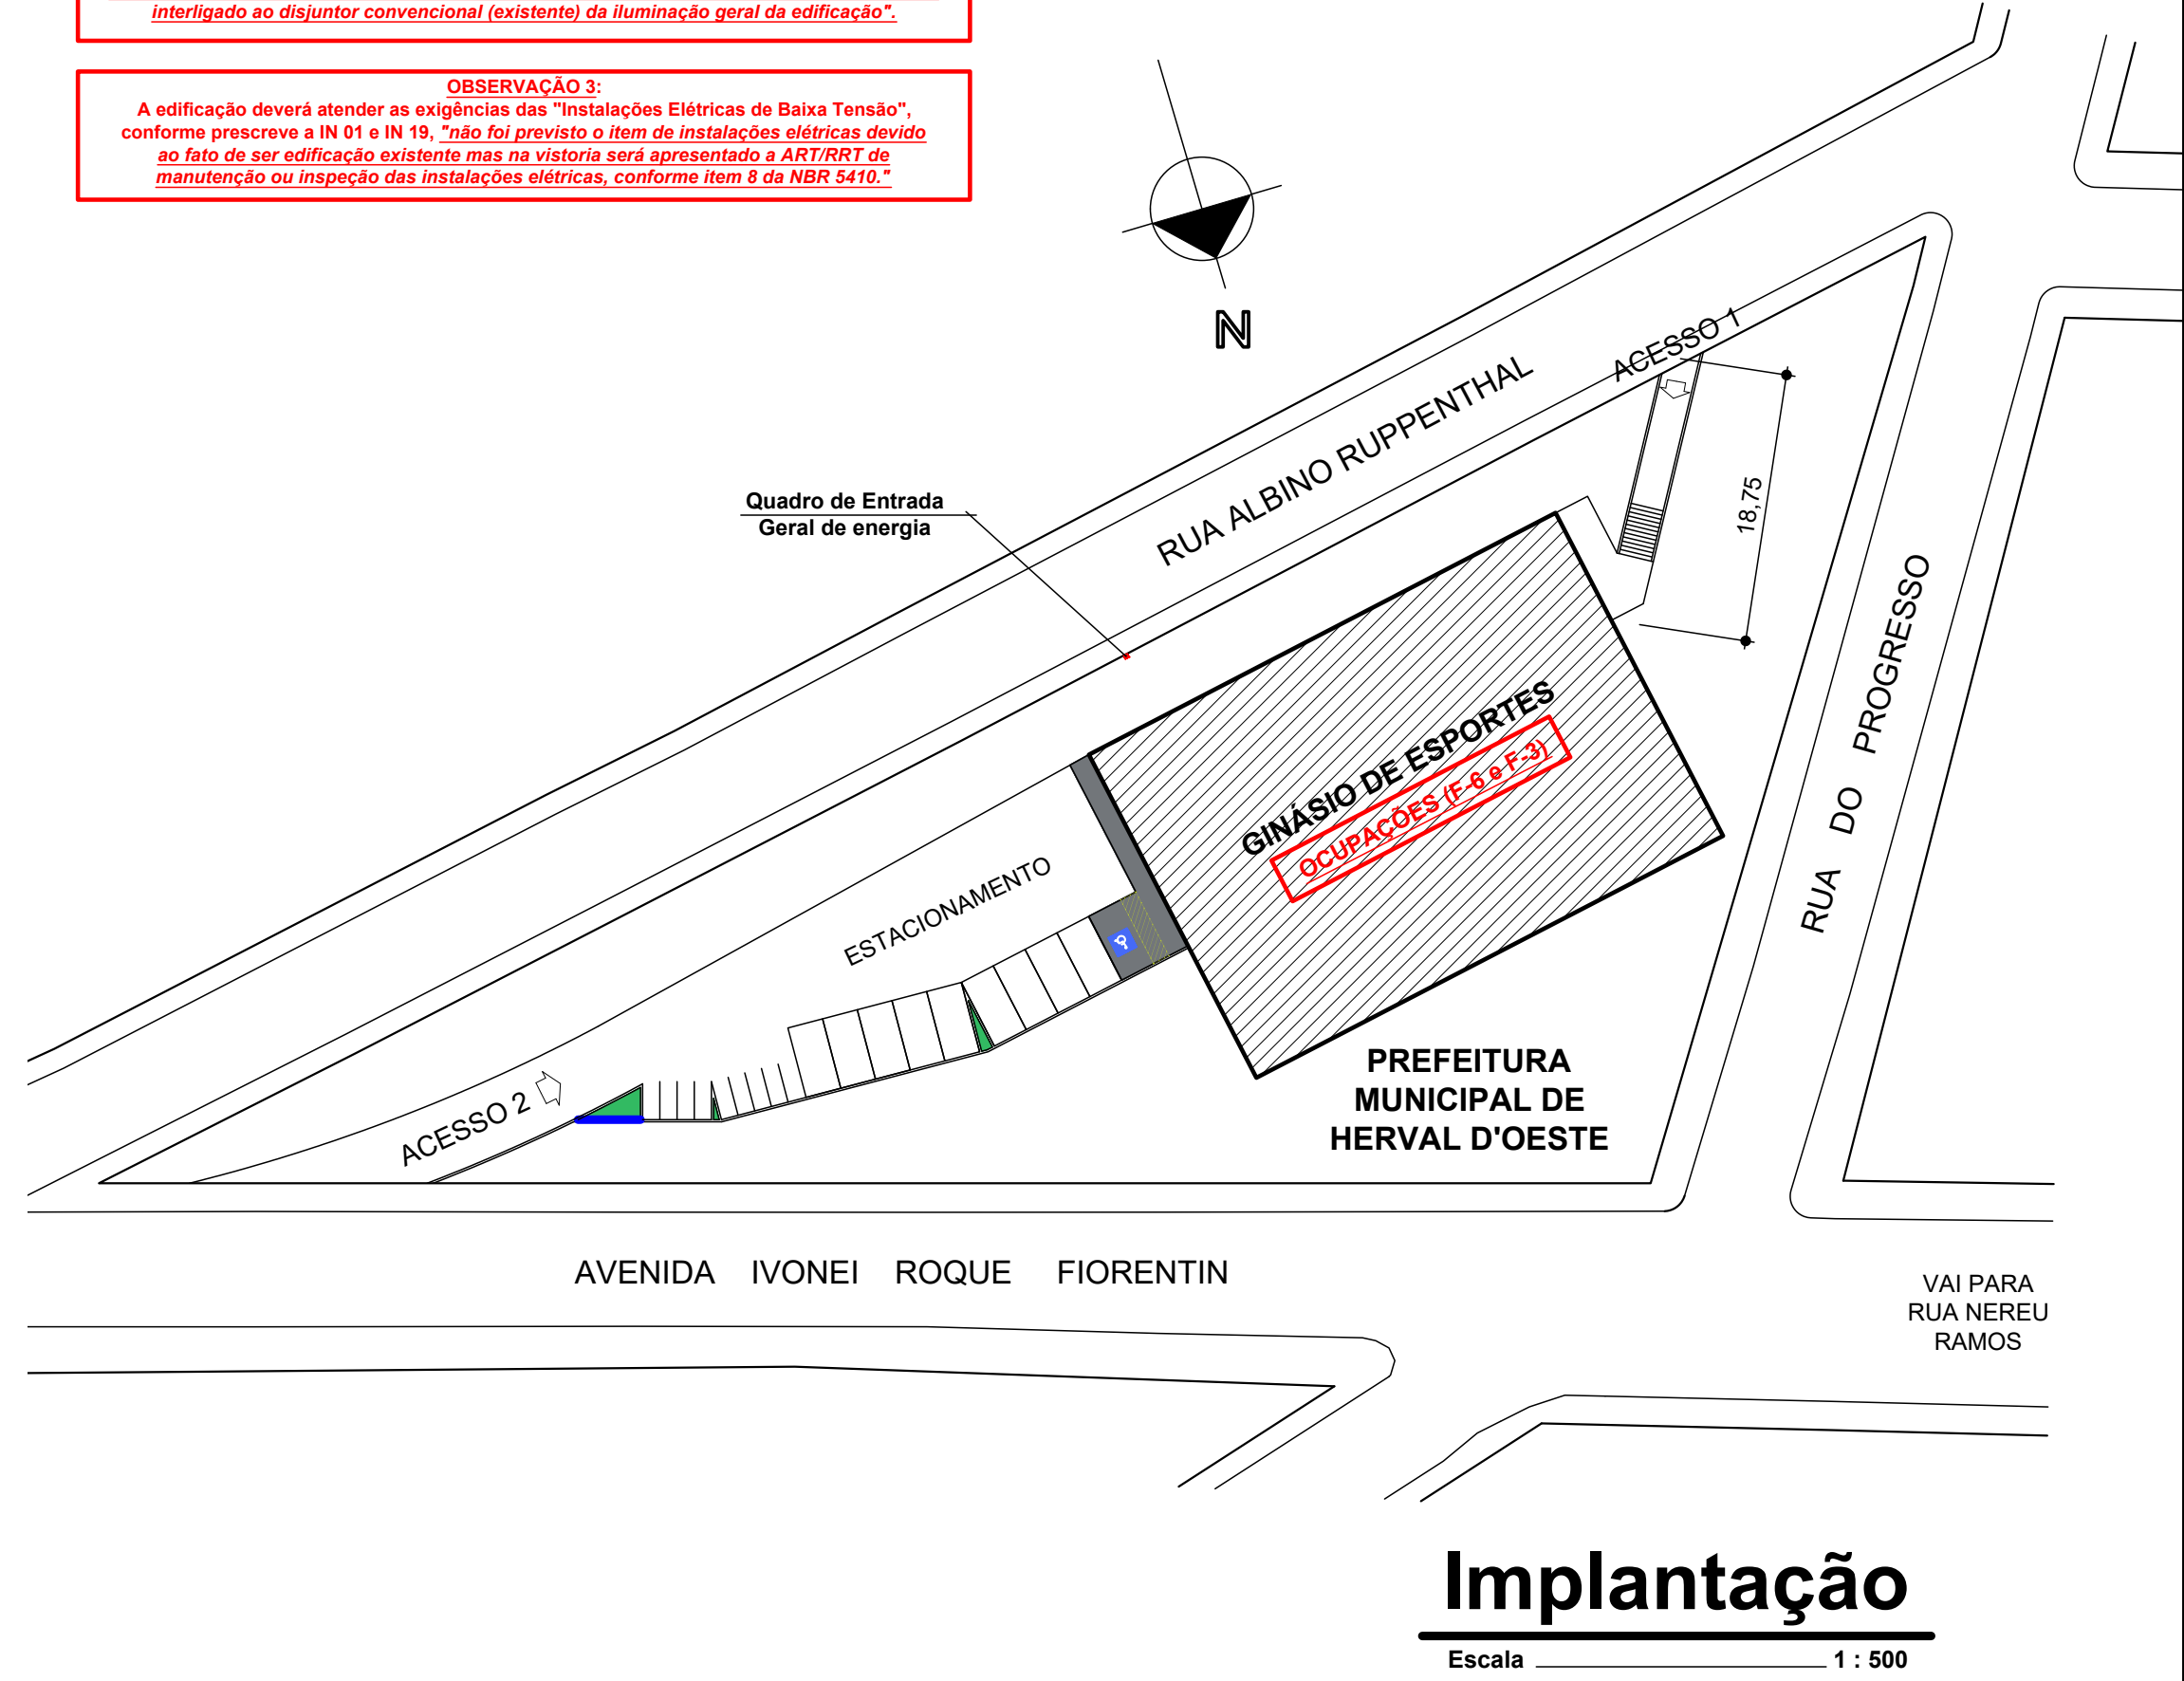 interligado ao disjuntor convencional (existente) da iluminação geral da edificação".
OBSERVAÇÃO 3:
A edificação deverá atender as exigências das "Instalações Elétricas de Baixa Tensão",
conforme prescreve a IN 01 e IN 19, "não foi previsto o item de instalações elétricas devido
ao fato de ser edificação existente mas na vistoria será apresentado a ART/RRT de
manutenção ou inspeção das instalações elétricas, conforme item 8 da NBR 5410."
N
ACESSO 1
RUA ALBINO RUPPENTHAL
18,75
Quadro de Entrada
Geral de energia
RUA DO PROGRESSO
GINÁSIO DE ESPORTES
OCUPAÇÕES (F-6 e F-3)
ESTACIONAMENTO
ACESSO 2
PREFEITURA
MUNICIPAL DE
HERVAL D'OESTE
AVENIDA IVONEI ROQUE FIORENTIN
VAI PARA
RUA NEREU
RAMOS
Implantação
Escala 1 : 500